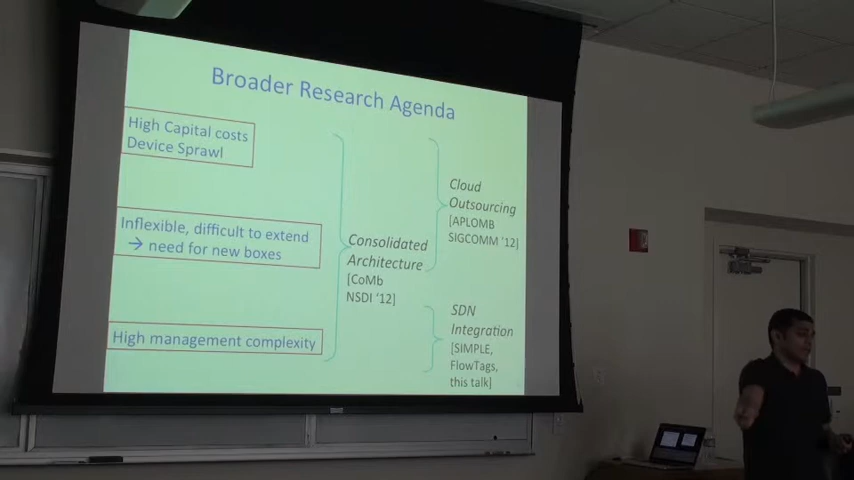 Broader Research Agenda
High Capital costs
Device Sprawl
Inflexible, difficult to extend
→ need for new boxes
High management complexity
Consolidated
Architecture
[CoMb
NSDI '12]
Cloud
Outsourcing
[APLOMB
SIGCOMM '12]
SDN
Integration
[SIMPLE,
FlowTags,
this talk]